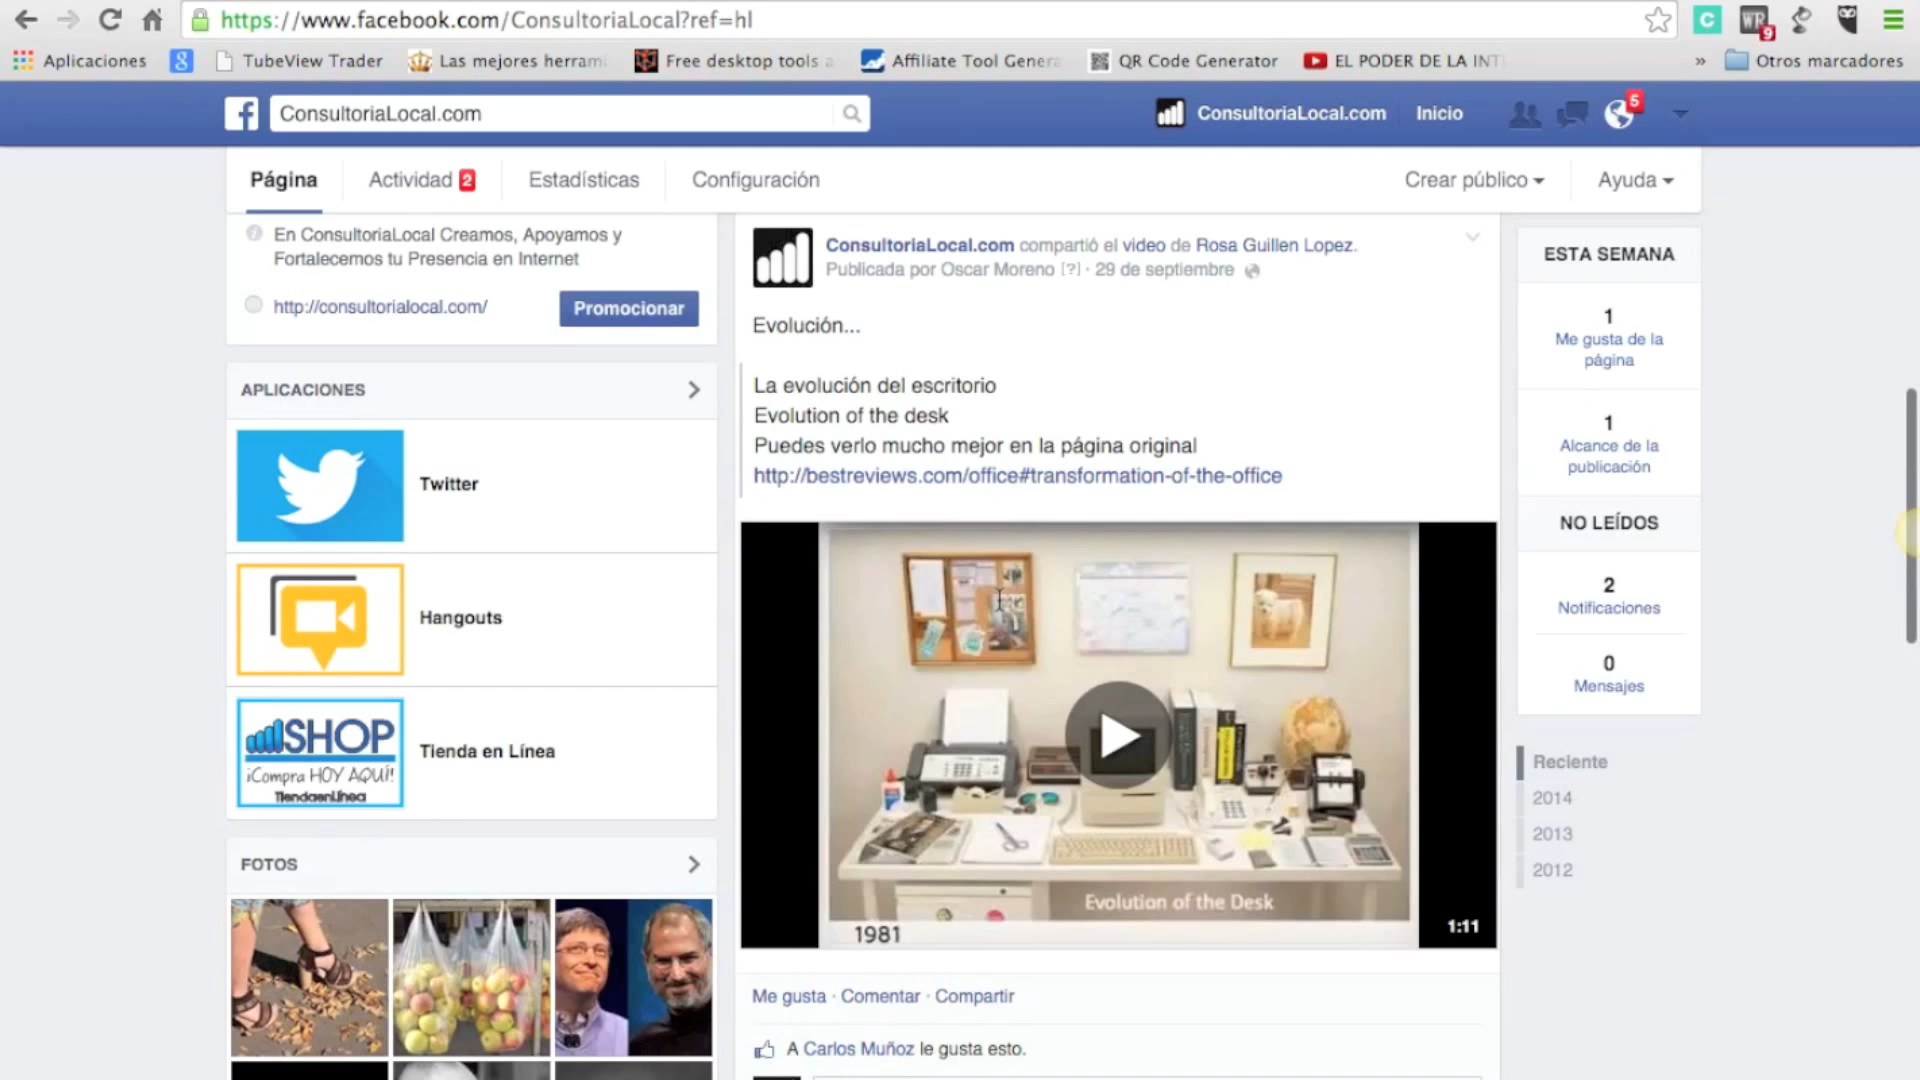 https://www.facebook.com/ConsultoriaLocal?ref=hl
C
WR
9
Aplicaciones
8
TubeView Trader
Las mejores herrami
Free desktop tools a
Affiliate Tool Genera
QR Code Generator
EL PODER DE LA INT
»
Otros marcadores
f
ConsultoriaLocal.com
ConsultoriaLocal.com
Inicio
5
Página
Actividad 2
Estadísticas
Configuración
Crear público
Ayuda
En ConsultoriaLocal Creamos, Apoyamos y
Fortalecemos tu Presencia en Internet
http://consultorialocal.com/
Promocionar
APLICACIONES
Twitter
Hangouts
SHOP
¡Compra HOY AQUÍ!
TiendaenLínea
Tienda en Línea
FOTOS
ConsultoriaLocal.com compartió el video de Rosa Guillen Lopez.
Publicada por Oscar Moreno [?] · 29 de septiembre
Evolución...
La evolución del escritorio
Evolution of the desk
Puedes verlo mucho mejor en la página original
http://bestreviews.com/office#transformation-of-the-office
Evolution of the Desk
1981
1:11
Me gusta · Comentar · Compartir
A Carlos Muñoz le gusta esto.
ESTA SEMANA
1
Me gusta de la
página
1
Alcance de la
publicación
NO LEÍDOS
2
Notificaciones
0
Mensajes
Reciente
2014
2013
2012